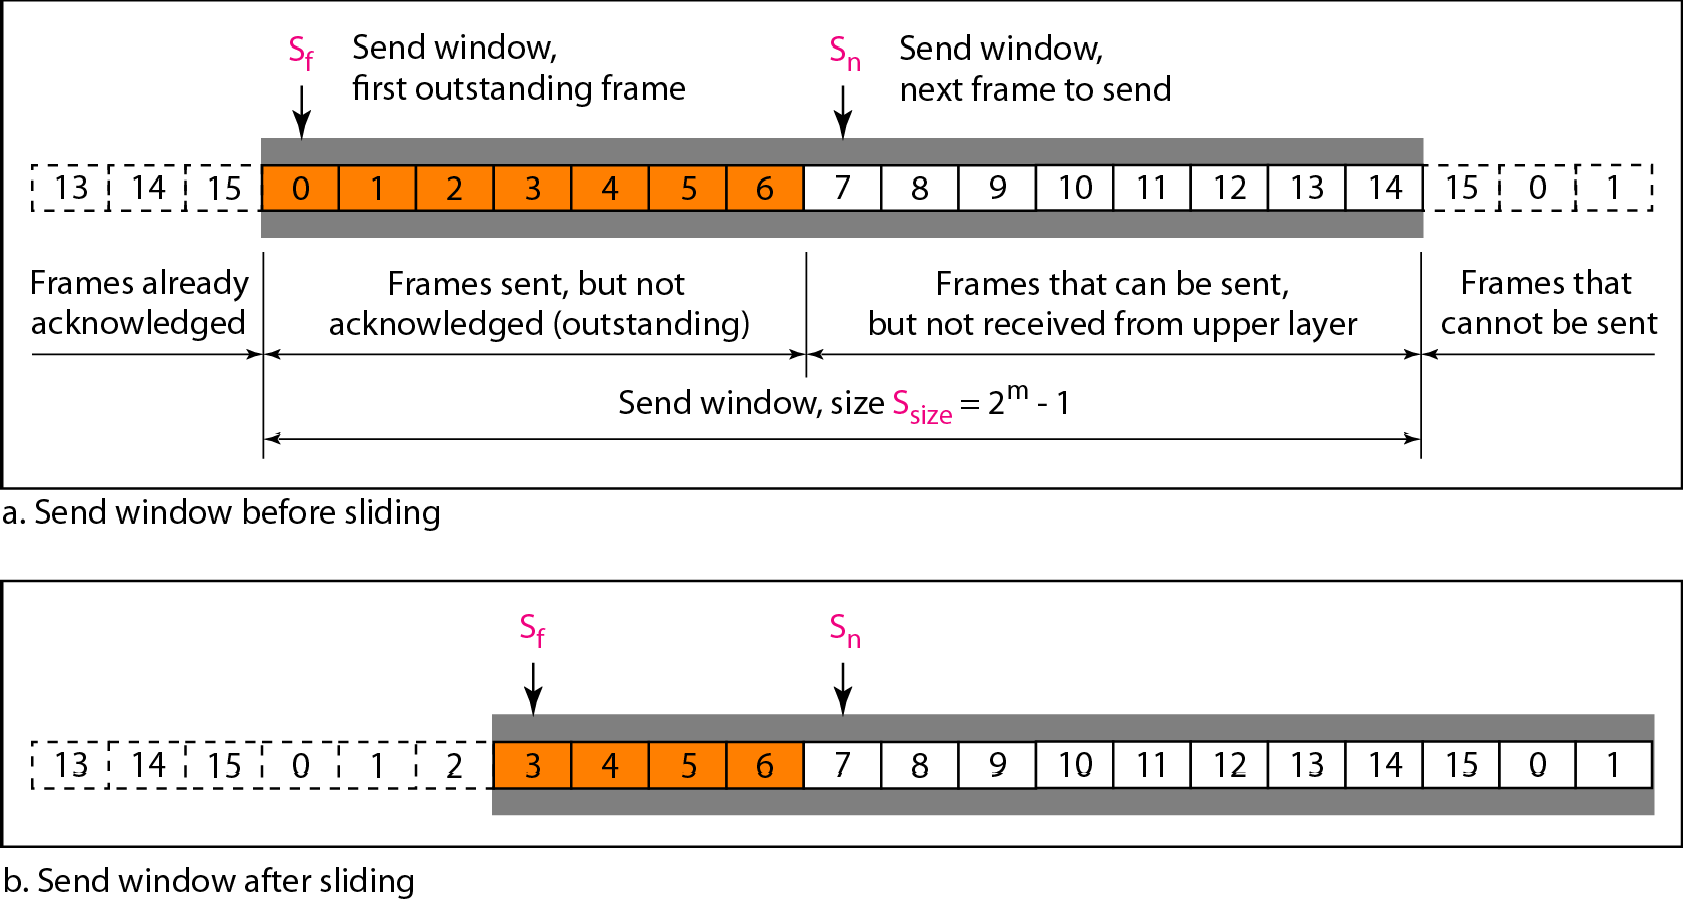 Sf Send window, first outstanding frame
Sn Send window, next frame to send
13 14 15 0 1 2 3 4 5 6 7 8 9 10 11 12 13 14 15 0 1
Frames already acknowledged
Frames sent, but not acknowledged (outstanding)
Frames that can be sent, but not received from upper layer
Frames that cannot be sent
Send window, size Ssize = 2^m - 1
a. Send window before sliding
Sf Sn
13 14 15 0 1 2 3 4 5 6 7 8 9 10 11 12 13 14 15 0 1
b. Send window after sliding